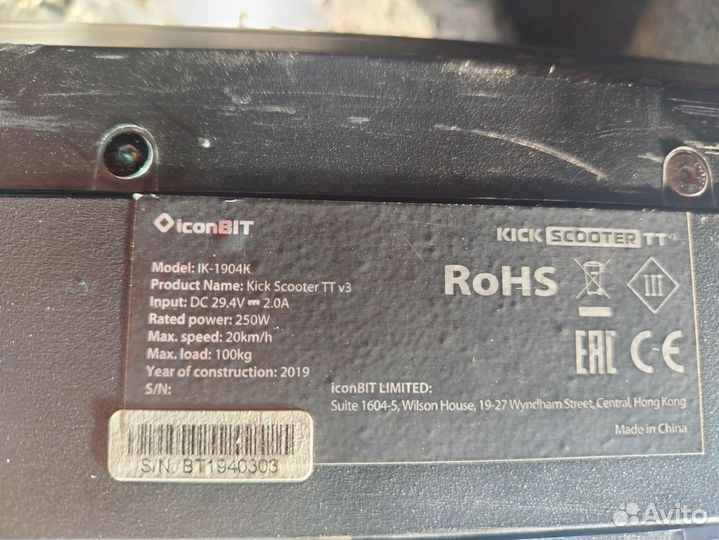 iconBIT
KICK SCOOTER TT v3
Model: IK-1904K
Product Name: Kick Scooter TT v3
Input: DC 29.4V 2.0A
Rated power: 250W
Max. speed: 20km/h
Max. load: 100kg
Year of construction: 2019
S/N:
RoHS
III
EAC CE
iconBIT LIMITED:
Suite 1604-5, Wilson House, 19-27 Wyndham Street, Central, Hong Kong
Made in China
S/N: BT1940303
Avito